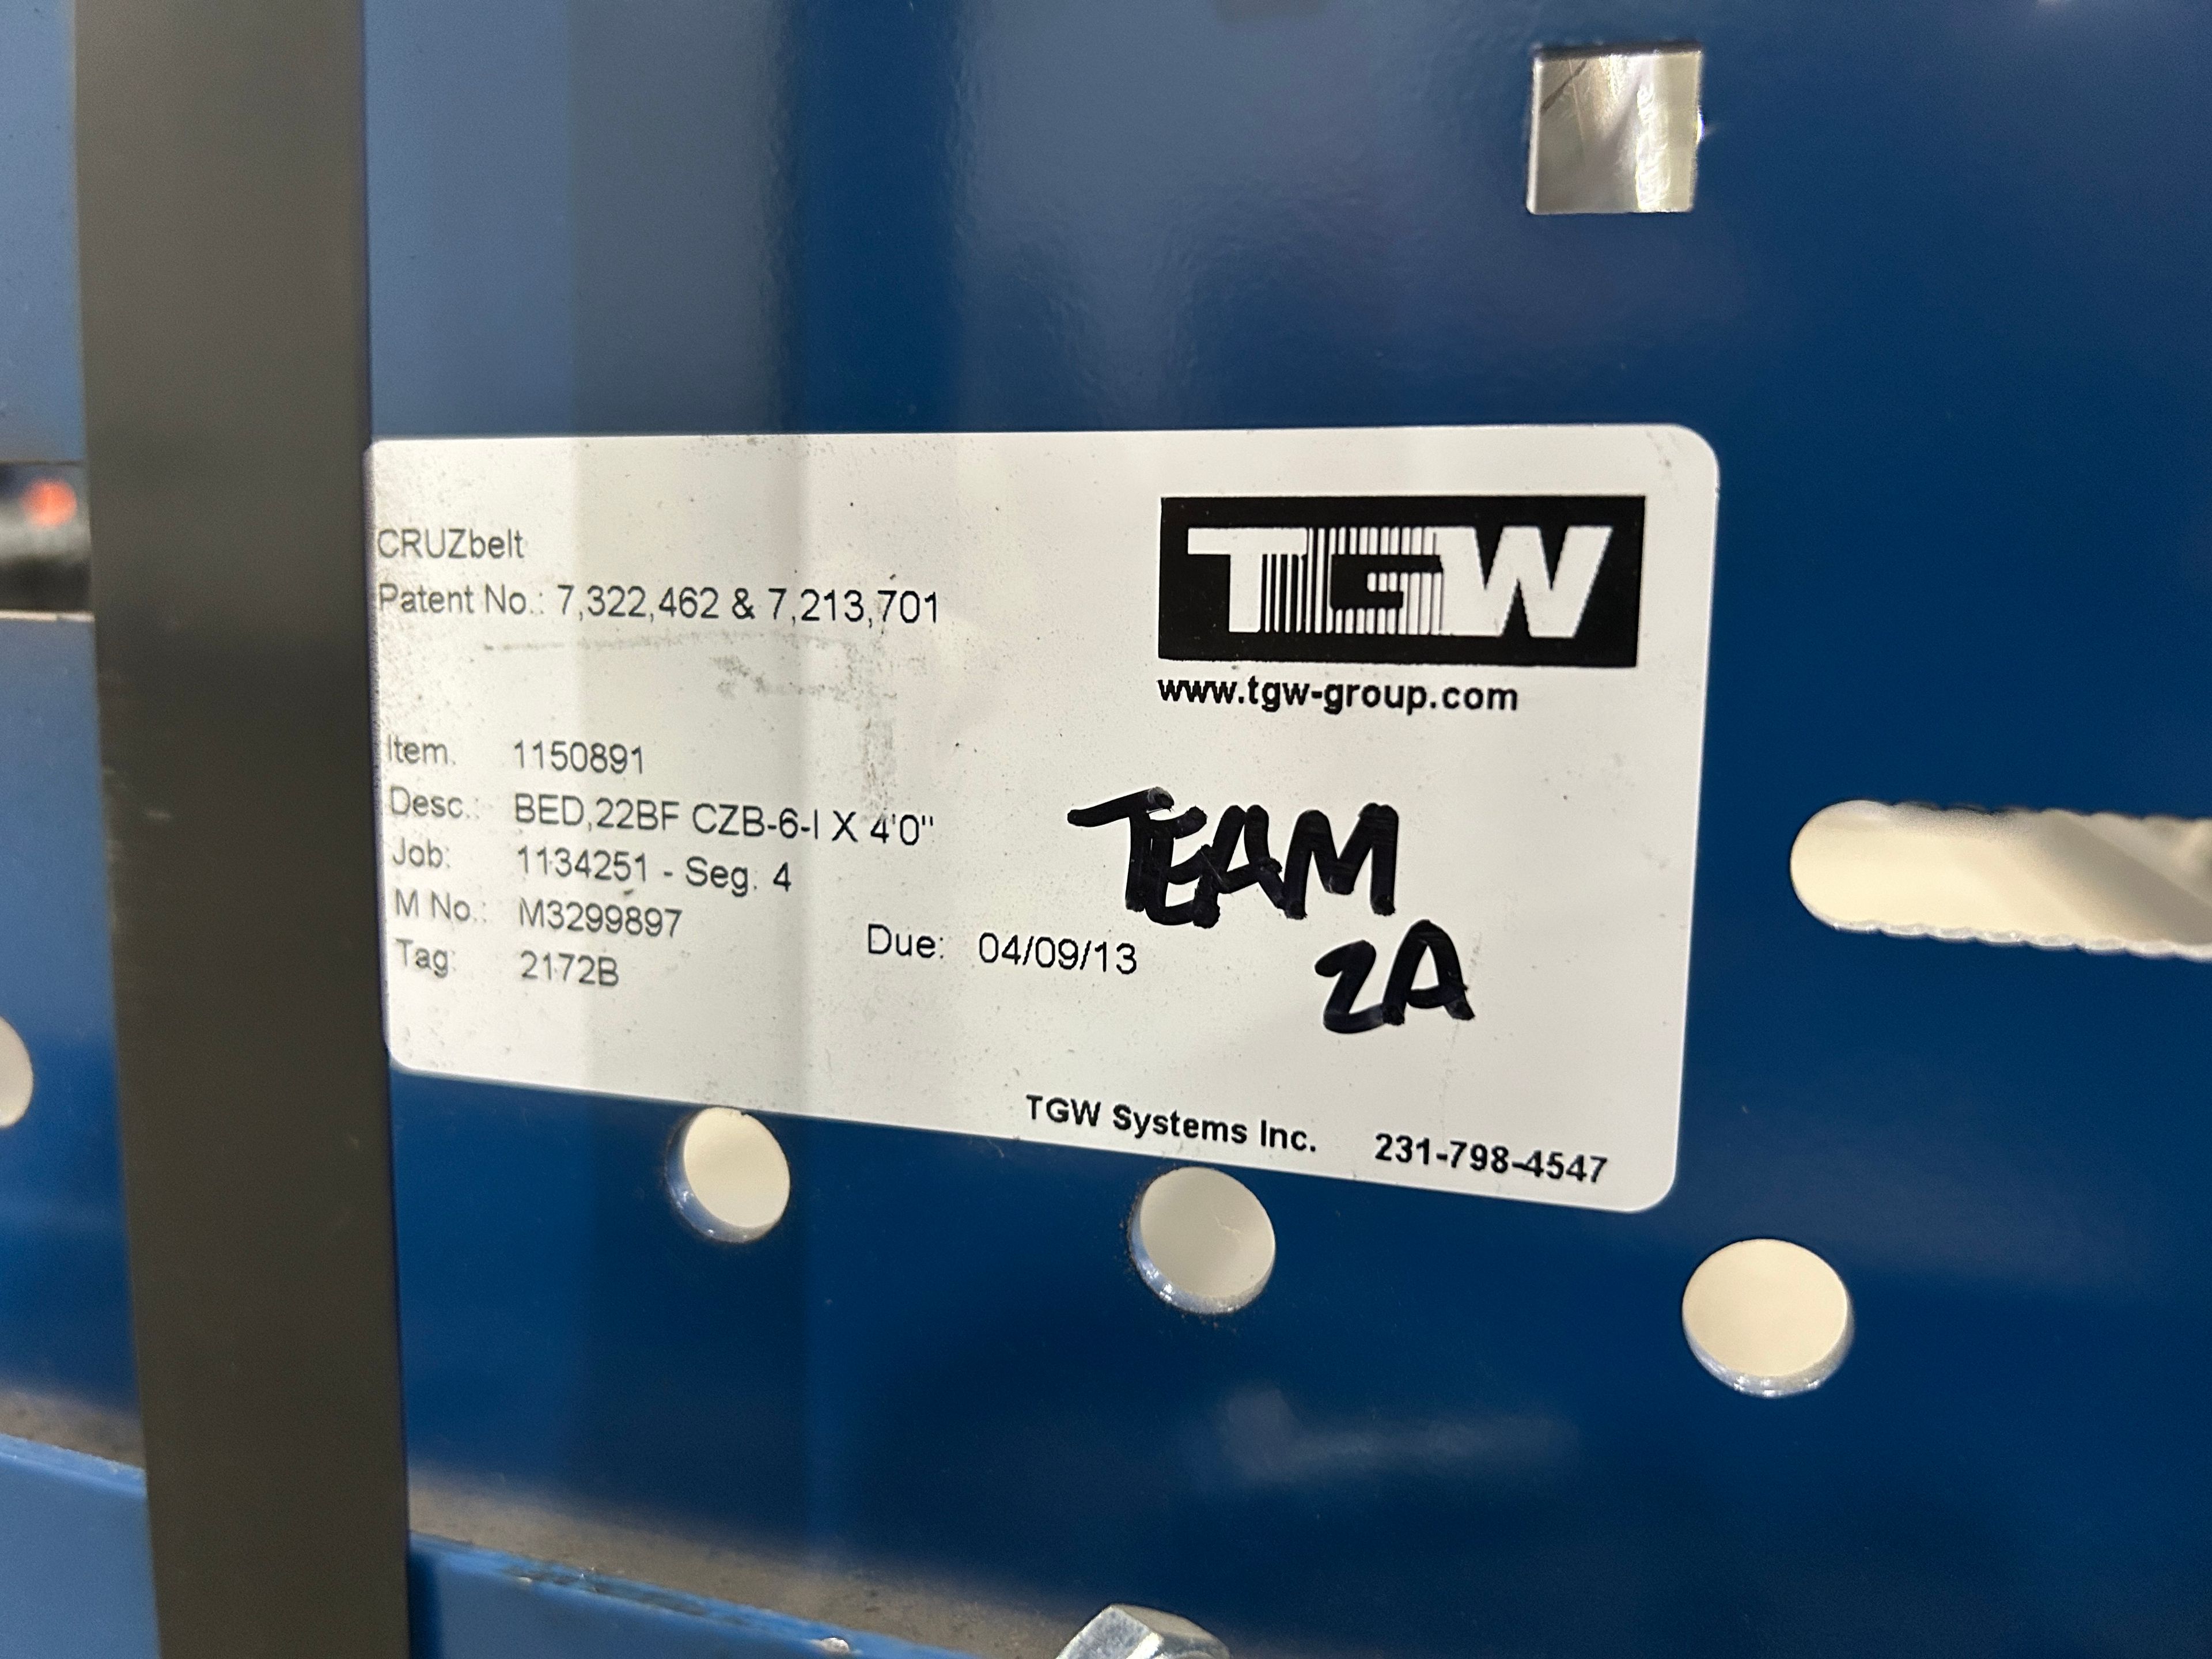 CRUZbelt
Patent No.: 7,322,462 & 7,213,701
TGW
www.tgw-group.com
Item. 1150891
Desc.: BED,22BF CZB-6-I X 4'0"
Job: 1134251 - Seg. 4
M No.: M3299897
Tag: 2172B
Due: 04/09/13
TEAM
2A
TGW Systems Inc. 231-798-4547